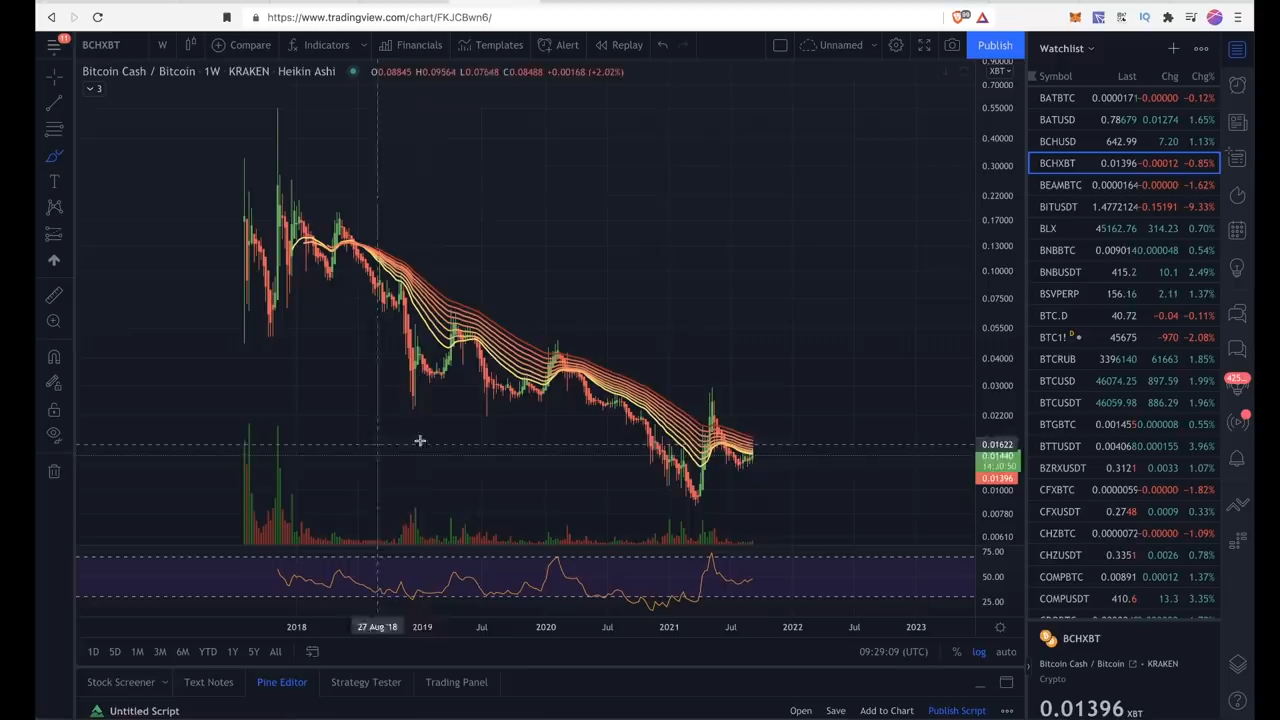 https://www.tradingview.com/chart/FKJCBwn6/
11
BCHXBT W Compare Indicators Financials Templates Alert Replay Unnamed Publish
Bitcoin Cash / Bitcoin · 1W · KRAKEN · Heikin Ashi O0.08845 H0.09564 L0.07648 C0.08488 +0.00168 (+2.02%)
3
XBT
0.90000
0.70000
0.55000
0.40000
0.30000
0.22000
0.17000
0.13000
0.10000
0.07500
0.05500
0.04000
0.03000
0.02200
0.01622
0.01440
0.01396
0.01000
0.00780
0.00610
75.00
50.00
25.00
2018 27 Aug '18 2019 Jul 2020 Jul 2021 Jul 2022 Jul 2023
1D 5D 1M 3M 6M YTD 1Y 5Y All 09:29:09 (UTC) % log auto
Stock Screener Text Notes Pine Editor Strategy Tester Trading Panel
Untitled Script Open Save Add to Chart Publish Script
Watchlist
Symbol Last Chg Chg%
BATBTC 0.0000171 -0.00000 -0.12%
BATUSD 0.78679 0.01274 1.65%
BCHUSD 642.99 7.20 1.13%
BCHXBT 0.01396 -0.00012 -0.85%
BEAMBTC 0.0000164 -0.00000 -1.62%
BITUSDT 1.4772124 -0.15191 -9.33%
BLX 45162.76 314.23 0.70%
BNBBTC 0.009014 0.000048 0.54%
BNBUSDT 415.2 10.1 2.49%
BSVPERP 156.16 2.11 1.37%
BTC.D 40.72 -0.04 -0.11%
BTC1! D 45675 -970 -2.08%
BTCRUB 3396140 61663 1.85%
BTCUSD 46074.25 897.59 1.99%
BTCUSDT 46059.98 886.29 1.96%
BTGBTC 0.001455 0.000008 0.55%
BTTUSDT 0.004068 0.000155 3.96%
BZRXUSDT 0.3121 0.0033 1.07%
CFXBTC 0.0000059 -0.00000 -1.82%
CFXUSDT 0.2748 0.0009 0.33%
CHZBTC 0.0000072 -0.00000 -1.09%
CHZUSDT 0.3351 0.0026 0.78%
COMPBTC 0.00891 0.00012 1.37%
COMPUSDT 410.6 13.3 3.35%
BCHXBT
Bitcoin Cash / Bitcoin · KRAKEN
Crypto
0.01396 XBT